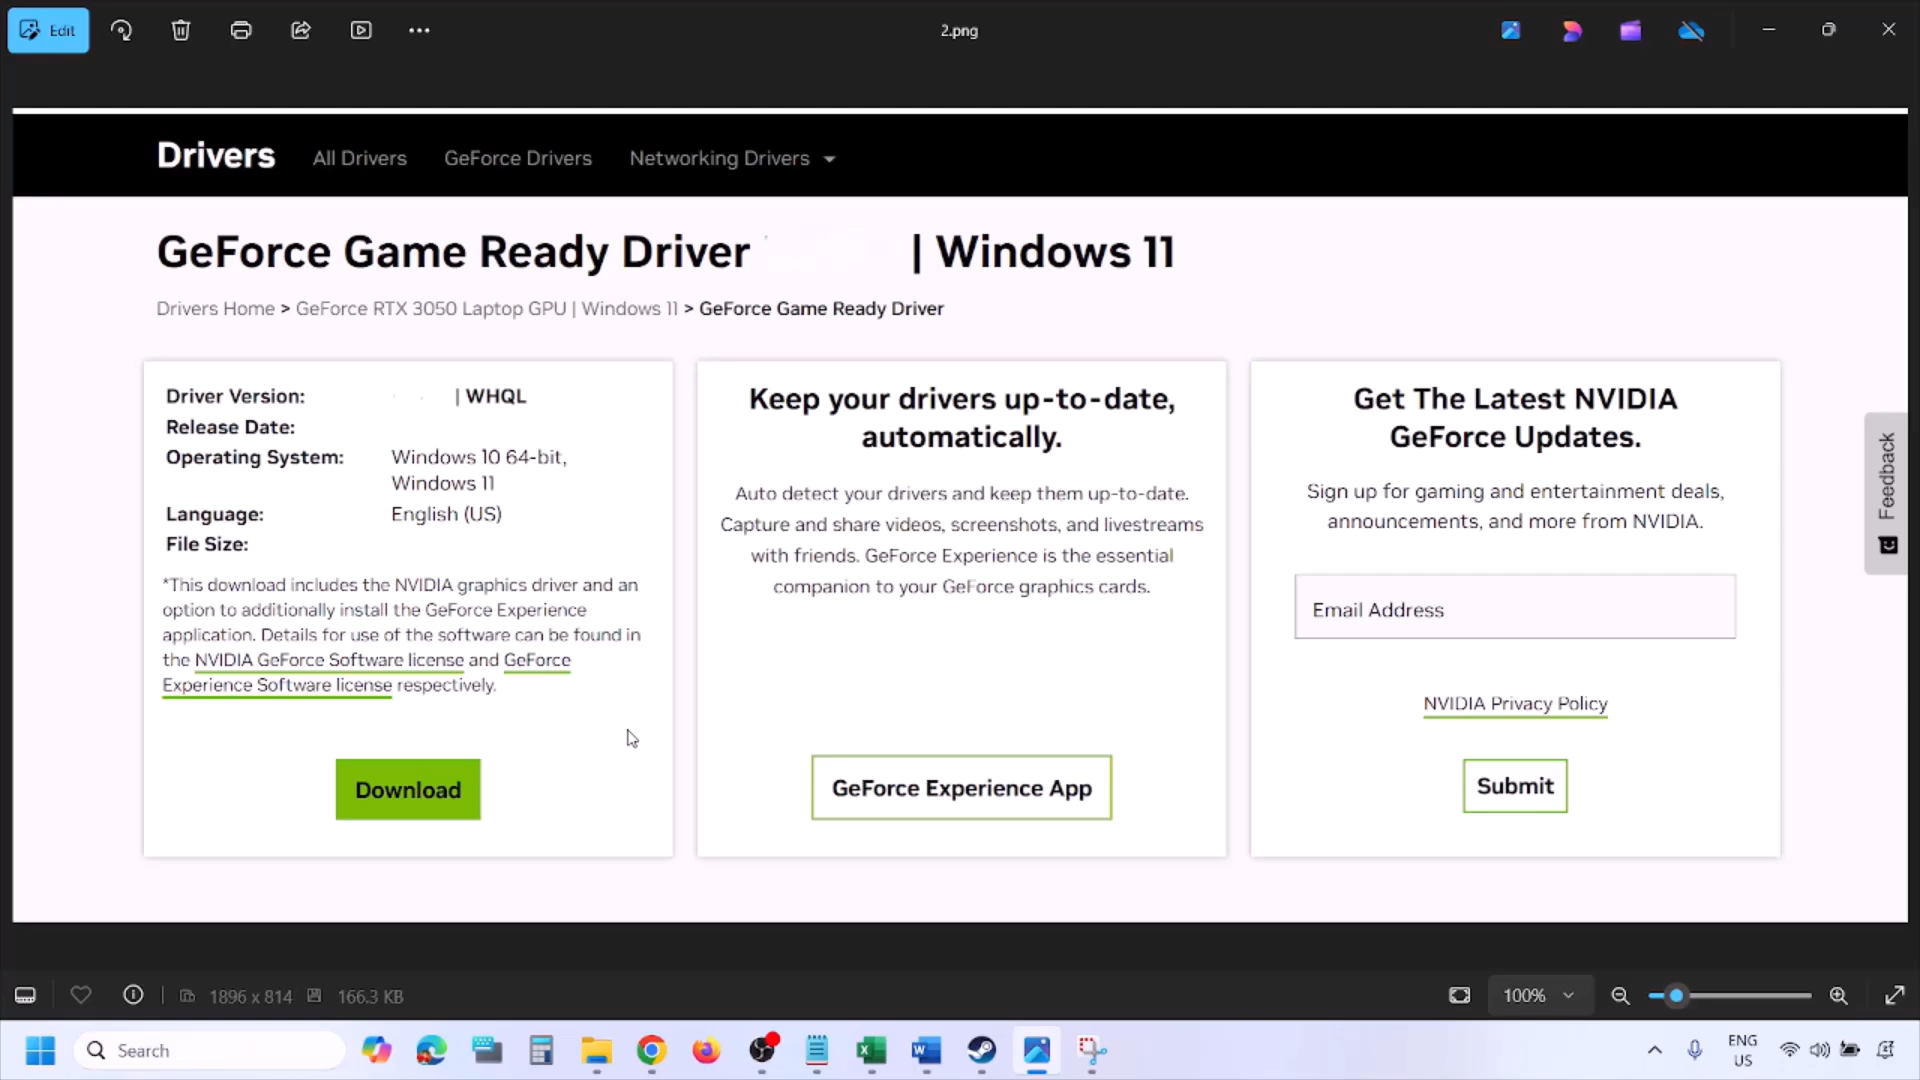 Edit
2.png
Drivers All Drivers GeForce Drivers Networking Drivers
GeForce Game Ready Driver | Windows 11
Drivers Home > GeForce RTX 3050 Laptop GPU | Windows 11 > GeForce Game Ready Driver
Driver Version: | WHQL
Release Date:
Operating System: Windows 10 64-bit,
Windows 11
Language: English (US)
File Size:
*This download includes the NVIDIA graphics driver and an
option to additionally install the GeForce Experience
application. Details for use of the software can be found in
the NVIDIA GeForce Software license and GeForce
Experience Software license respectively.
Download
Keep your drivers up-to-date,
automatically.
Auto detect your drivers and keep them up-to-date.
Capture and share videos, screenshots, and livestreams
with friends. GeForce Experience is the essential
companion to your GeForce graphics cards.
GeForce Experience App
Get The Latest NVIDIA
GeForce Updates.
Sign up for gaming and entertainment deals,
announcements, and more from NVIDIA.
Email Address
NVIDIA Privacy Policy
Submit
Feedback
1896 x 814 166.3 KB
100%
Search
ENG
US